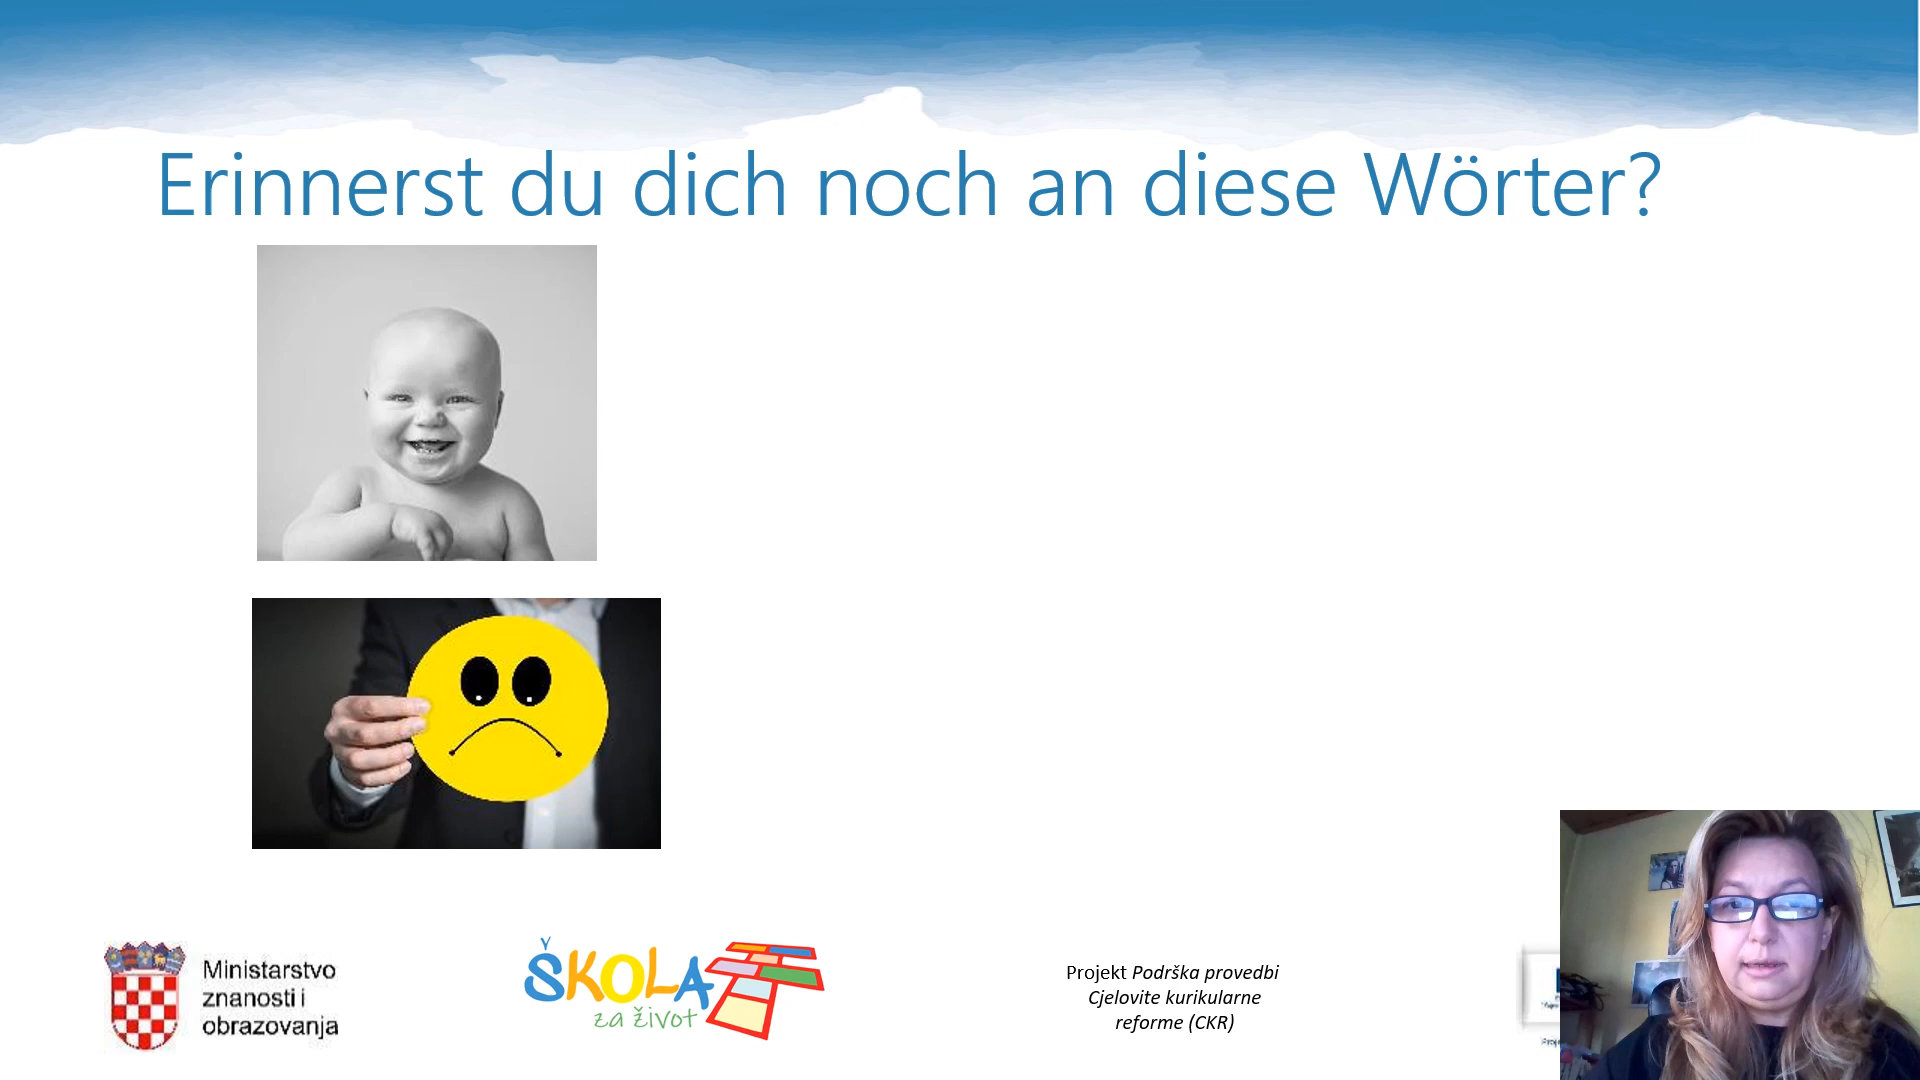 Erinnerst du dich noch an diese Wörter?
Ministarstvo
znanosti i
obrazovanja
ŠKOLA
za život
Projekt Podrška provedbi
Cjelovite kurikularne
reforme (CKR)